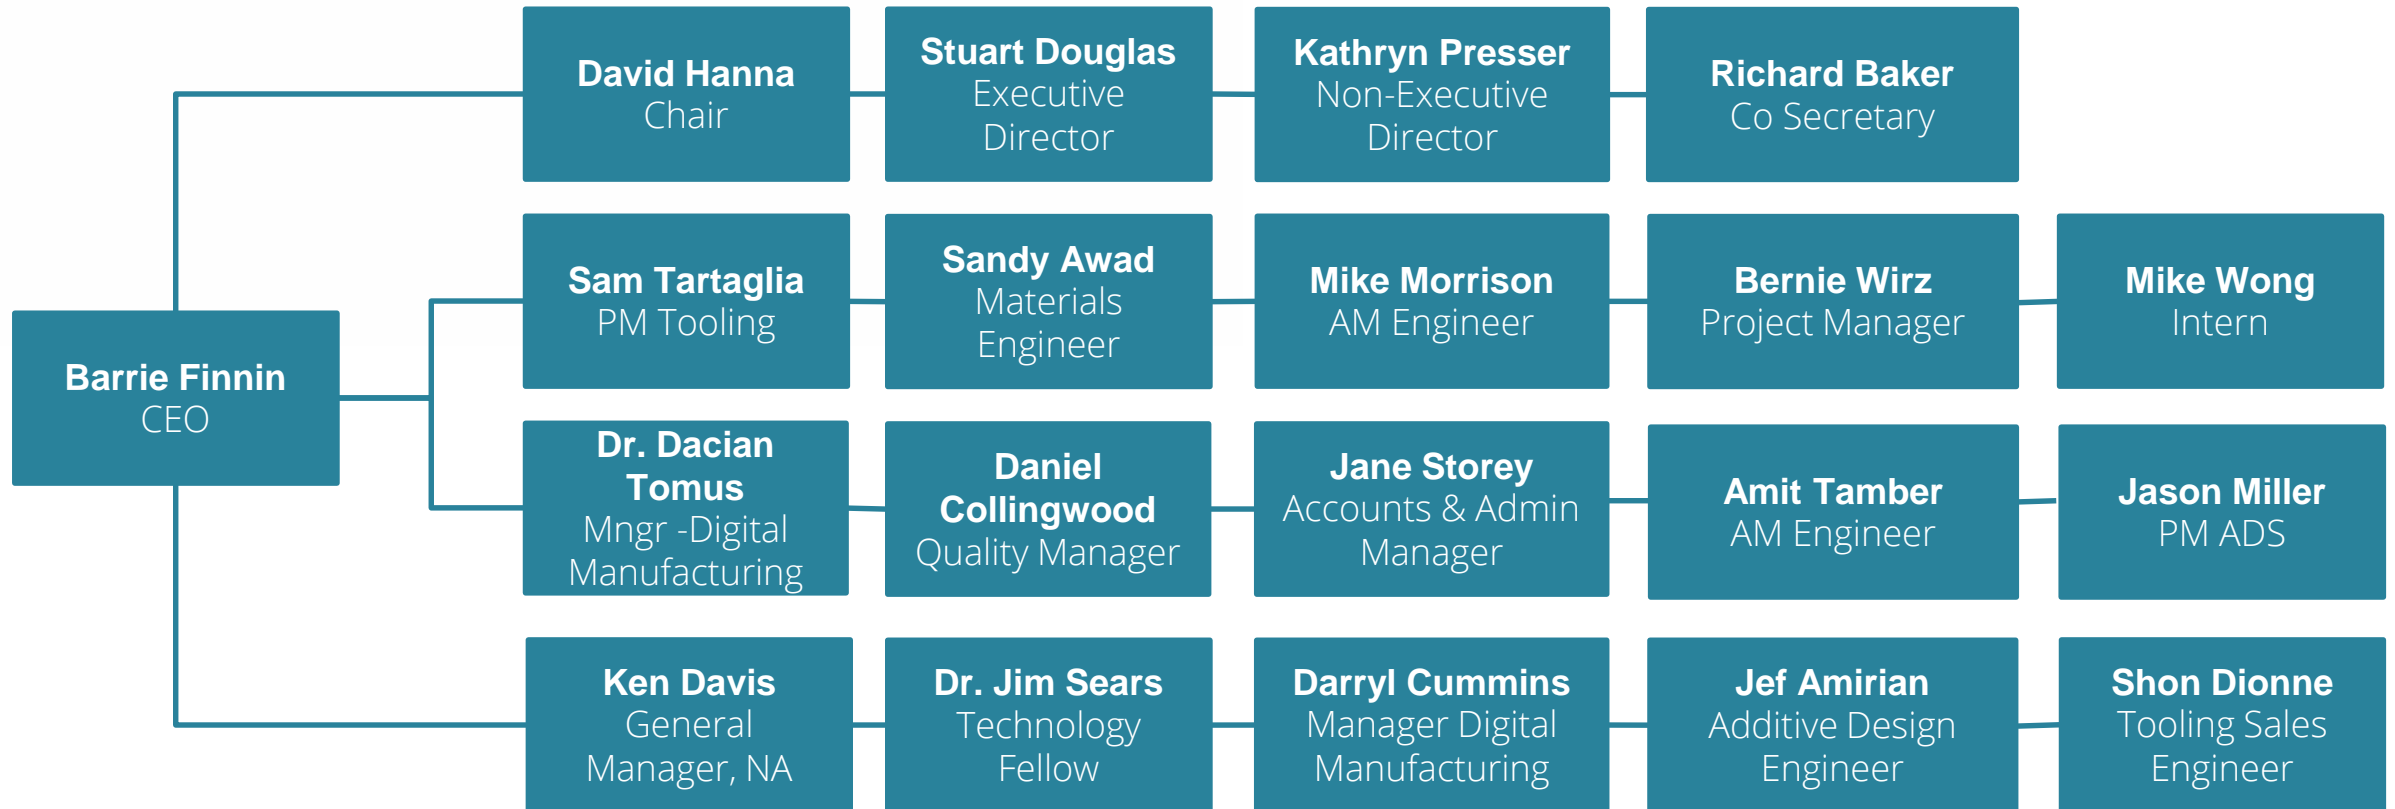 David Hanna
Chair
Stuart Douglas
Executive
Director
Kathryn Presser
Non-Executive
Director
Richard Baker
Co Secretary
Sam Tartaglia
PM Tooling
Sandy Awad
Materials
Engineer
Mike Morrison
AM Engineer
Bernie Wirz
Project Manager
Mike Wong
Intern
Barrie Finnin
CEO
Dr. Dacian
Tomus
Mngr -Digital
Manufacturing
Daniel
Collingwood
Quality Manager
Jane Storey
Accounts & Admin
Manager
Amit Tamber
AM Engineer
Jason Miller
PM ADS
Ken Davis
General
Manager, NA
Dr. Jim Sears
Technology
Fellow
Darryl Cummins
Manager Digital
Manufacturing
Jef Amirian
Additive Design
Engineer
Shon Dionne
Tooling Sales
Engineer